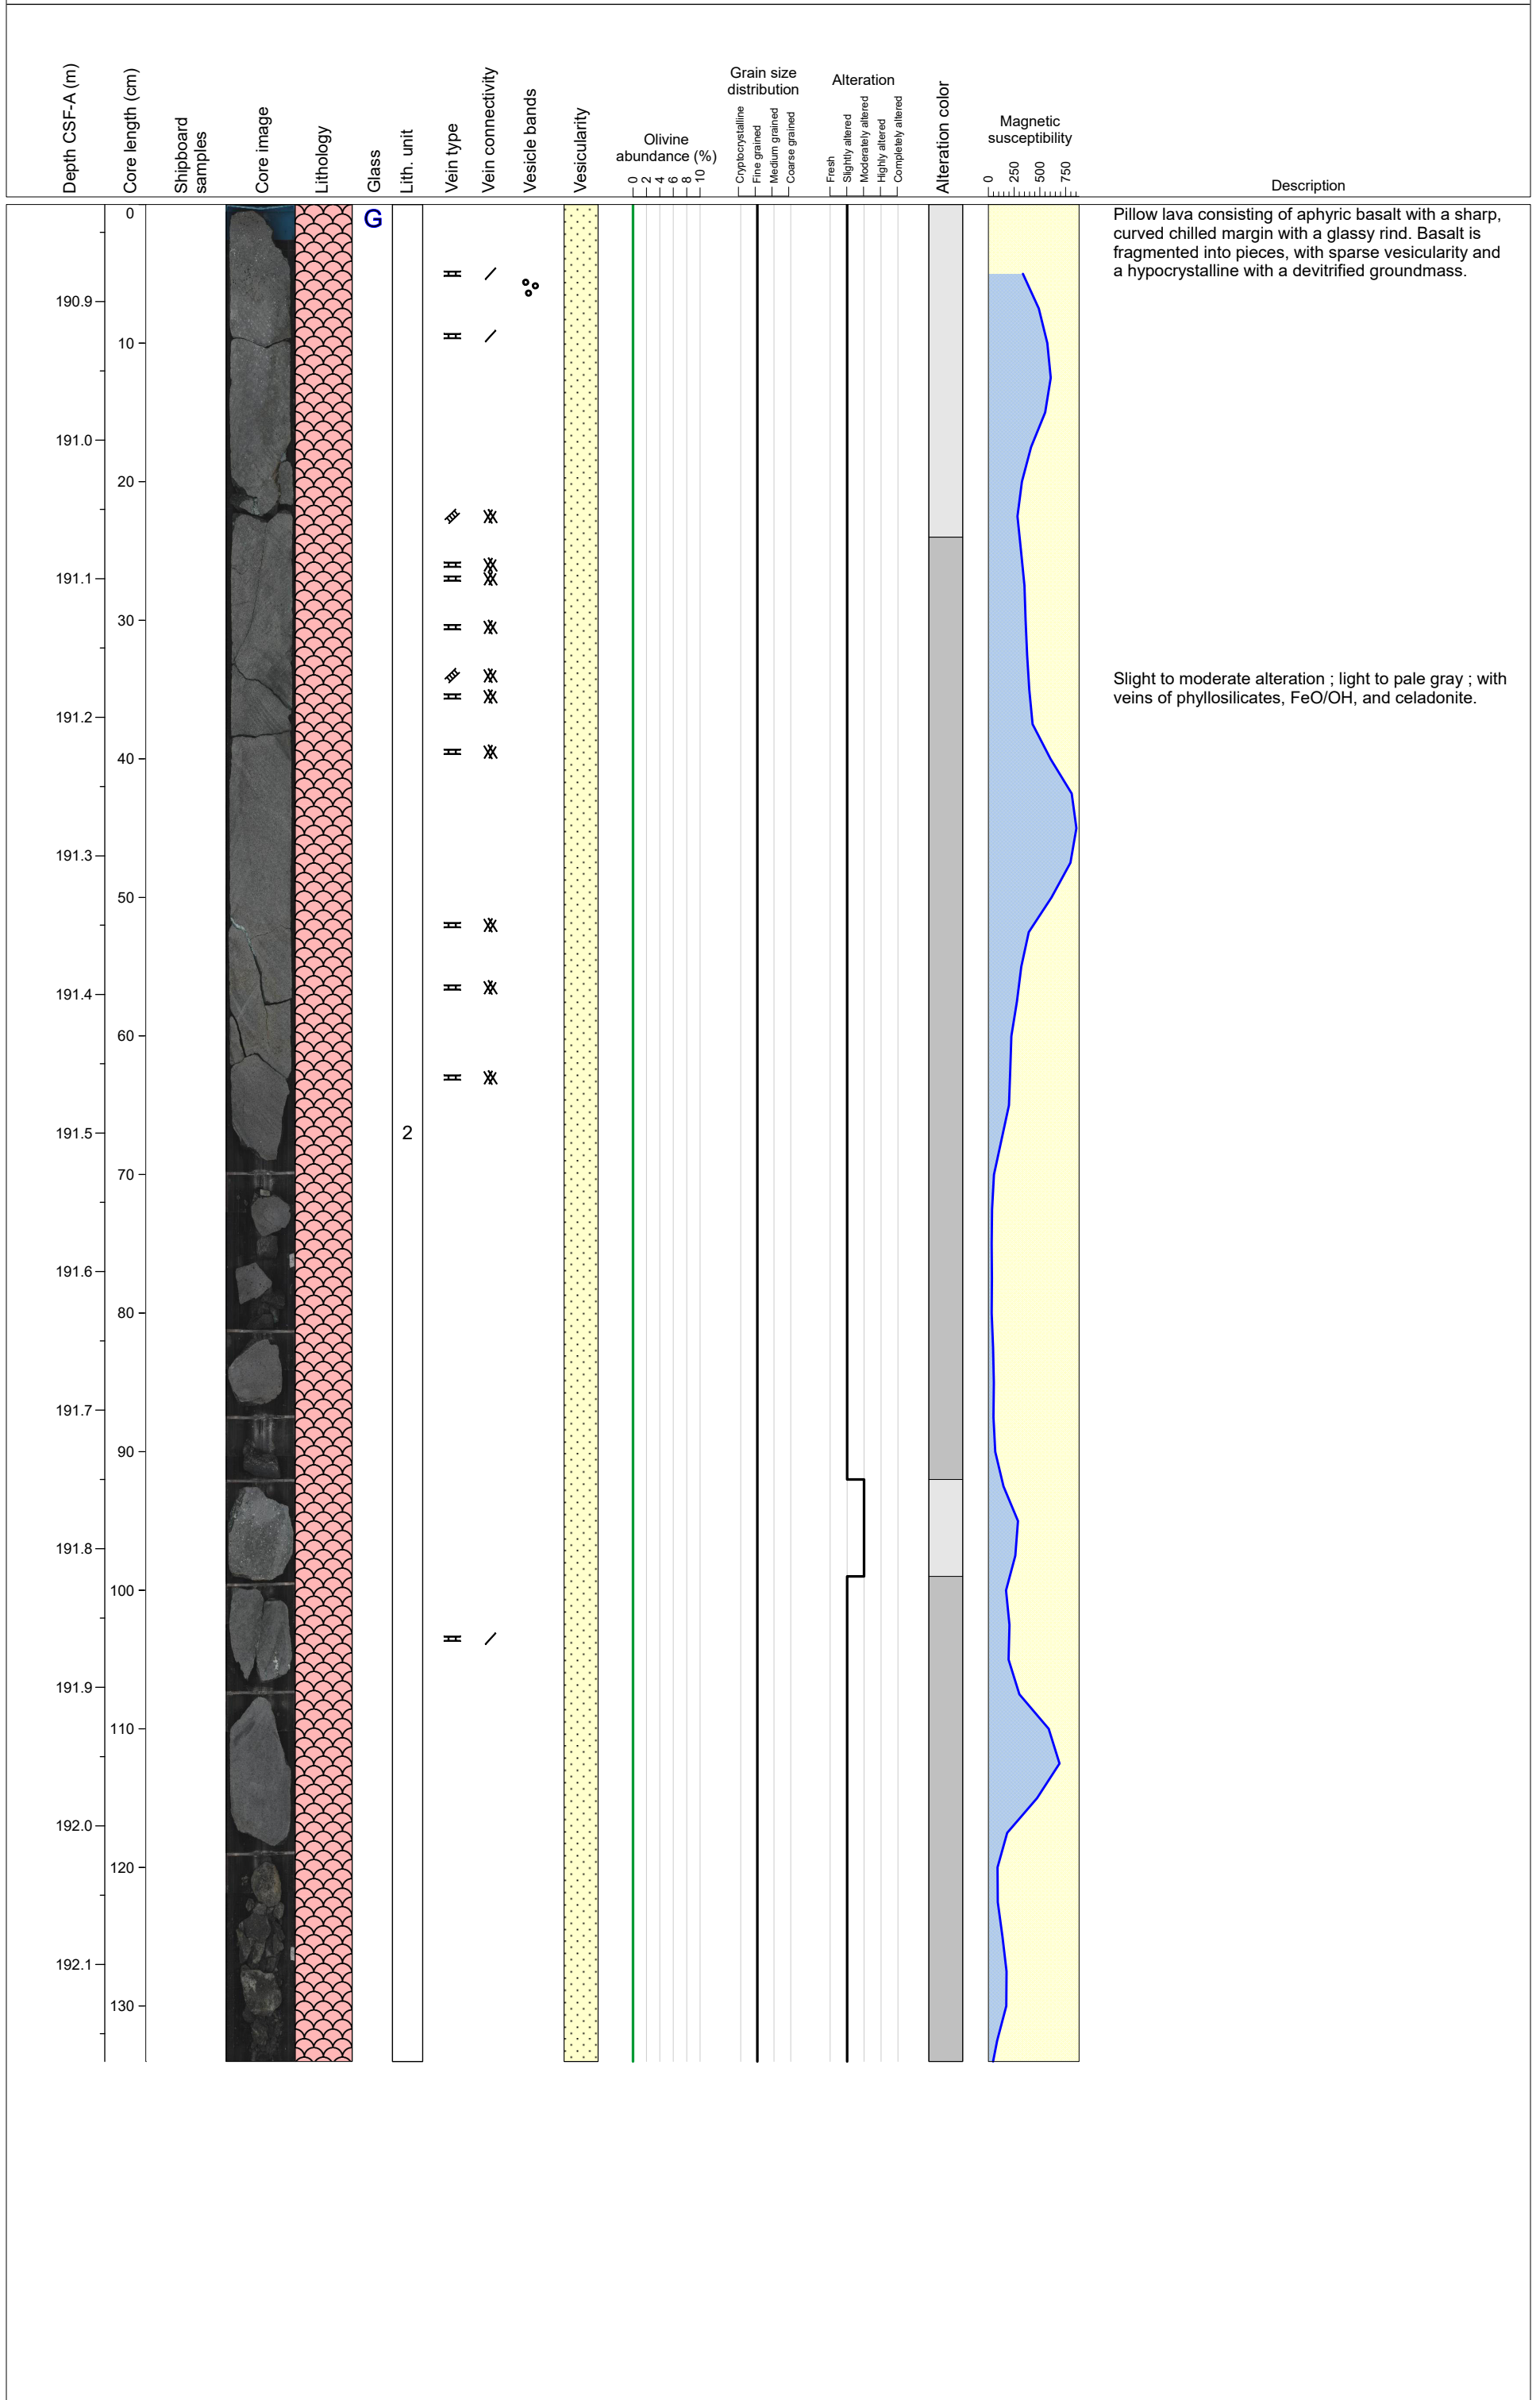 Depth CSF-A (m)
Core length (cm)
Shipboard
samples
Core image
Lithology
Glass
Lith. unit
Vein type
Vein connectivity
Vesicle bands
Vesicularity
Olivine
abundance (%)
0 2 4 6 8 10
Grain size
distribution
Cryptocrystalline
Fine grained
Medium grained
Coarse grained
Alteration
Fresh
Slightly altered
Moderately altered
Highly altered
Completely altered
Alteration color
Magnetic
susceptibility
0 250 500 750
Description
0
G
Pillow lava consisting of aphyric basalt with a sharp,
curved chilled margin with a glassy rind. Basalt is
fragmented into pieces, with sparse vesicularity and
a hypocrystalline with a devitrified groundmass.
190.9
10
191.0
20
191.1
30
Slight to moderate alteration ; light to pale gray ; with
veins of phyllosilicates, FeO/OH, and celadonite.
191.2
40
191.3
50
191.4
60
191.5
2
70
191.6
80
191.7
90
191.8
100
191.9
110
192.0
120
192.1
130